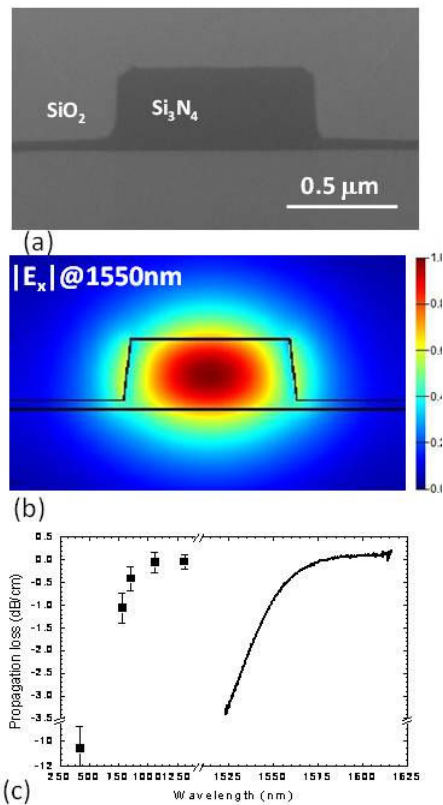 SiO2
Si3N4
0.5 μm
(a)
|Ex|@1550nm
1.0
0.8
0.6
0.4
0.2
0.0
(b)
Propagation loss (dB/cm)
0.5
0.0
-0.5
-1.0
-1.5
-2.0
-2.5
-3.0
-3.5
-10
-12
250 500 750 1000 1250 1525 1550 1575 1600 1625
Wavelength (nm)
(c)